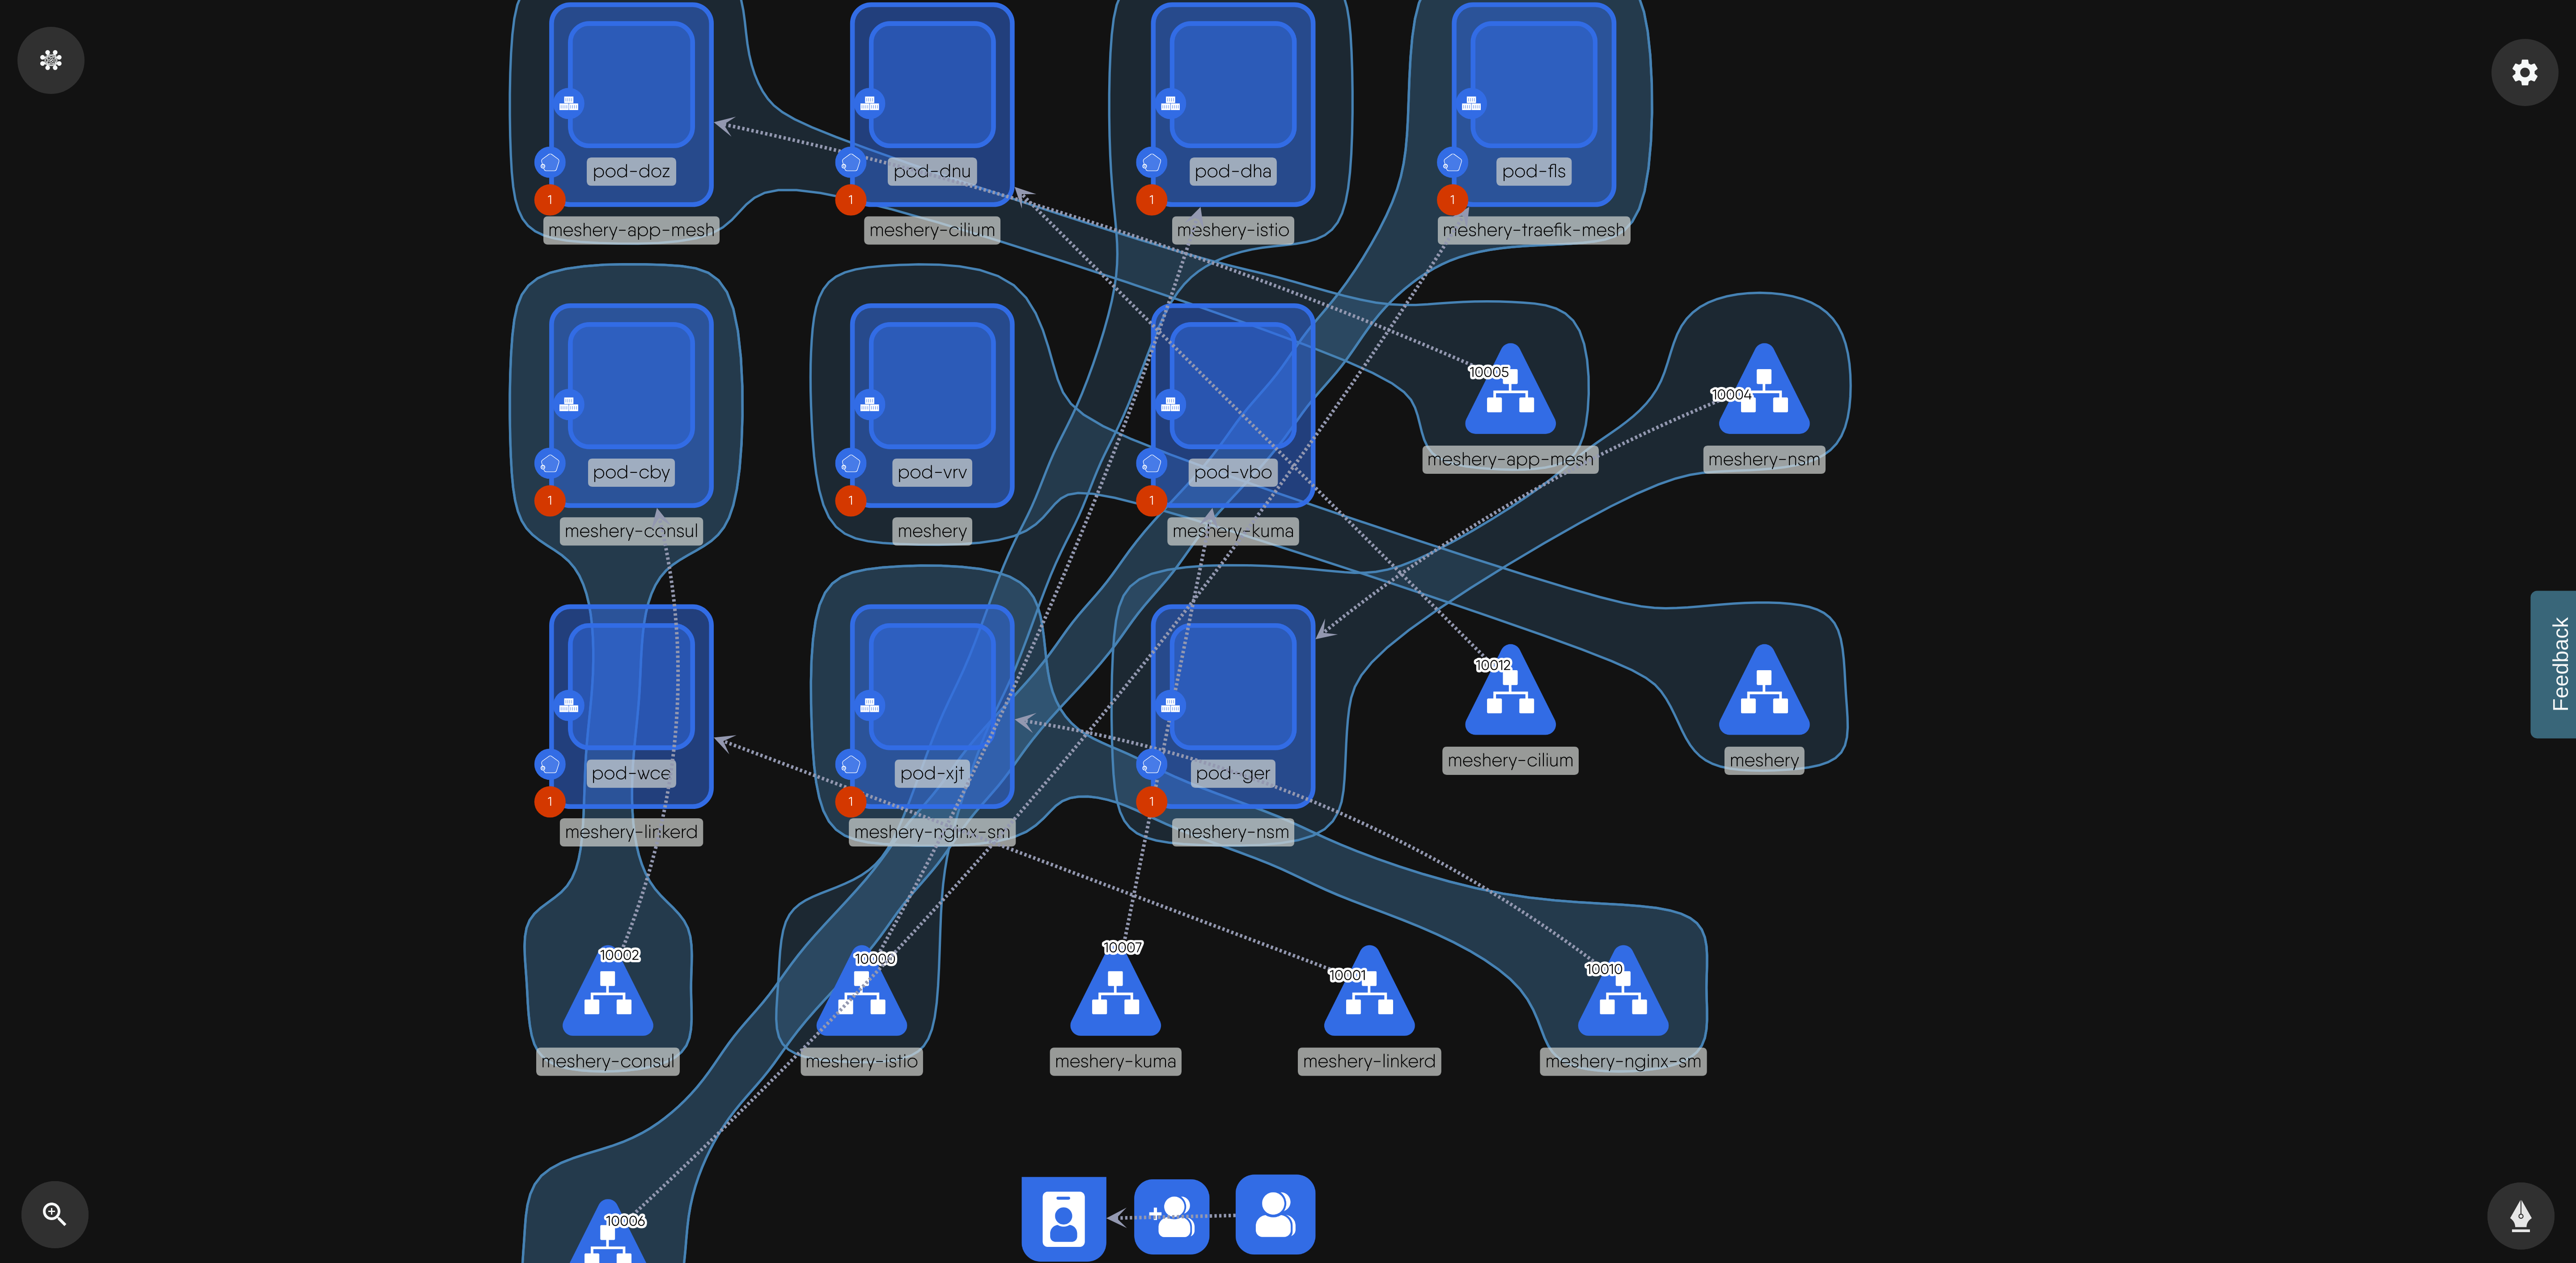 pod-doz
pod-dnu
pod-dha
pod-fls
1
1
1
1
meshery-app-mesh
meshery-cilium
meshery-istio
meshery-traefik-mesh
10005
10004
pod-cby
pod-vrv
pod-vbo
meshery-app-mesh
meshery-nsm
1
1
1
meshery-consul
meshery
meshery-kuma
Feedback
10012
pod-wce
pod-xjt
pod-ger
meshery-cilium
meshery
1
1
1
meshery-linkerd
meshery-nginx-sm
meshery-nsm
10002
10000
10007
10001
10010
meshery-consul
meshery-istio
meshery-kuma
meshery-linkerd
meshery-nginx-sm
10006